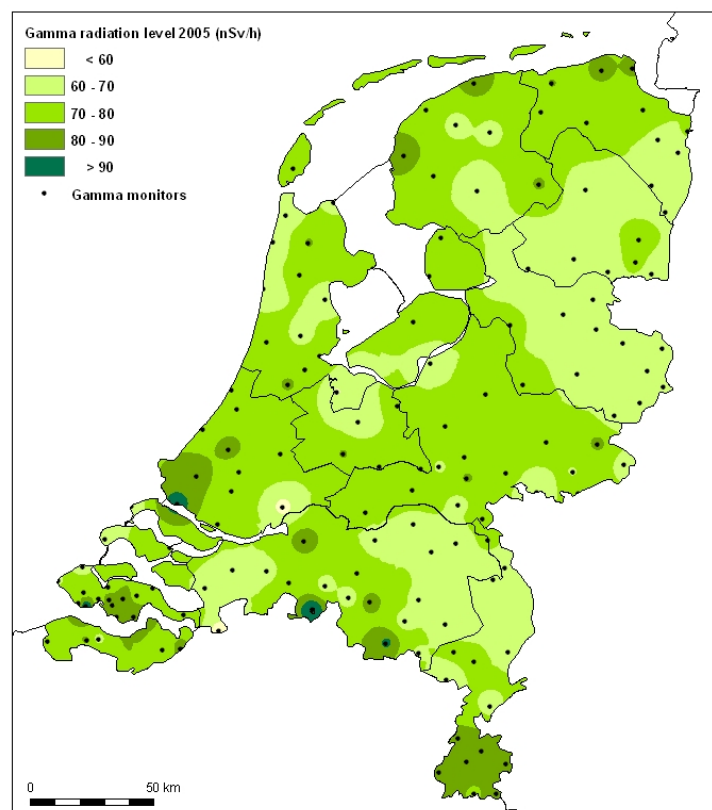 Gamma radiation level 2005 (nSv/h)
< 60
60 - 70
70 - 80
80 - 90
> 90
Gamma monitors
0 50 km